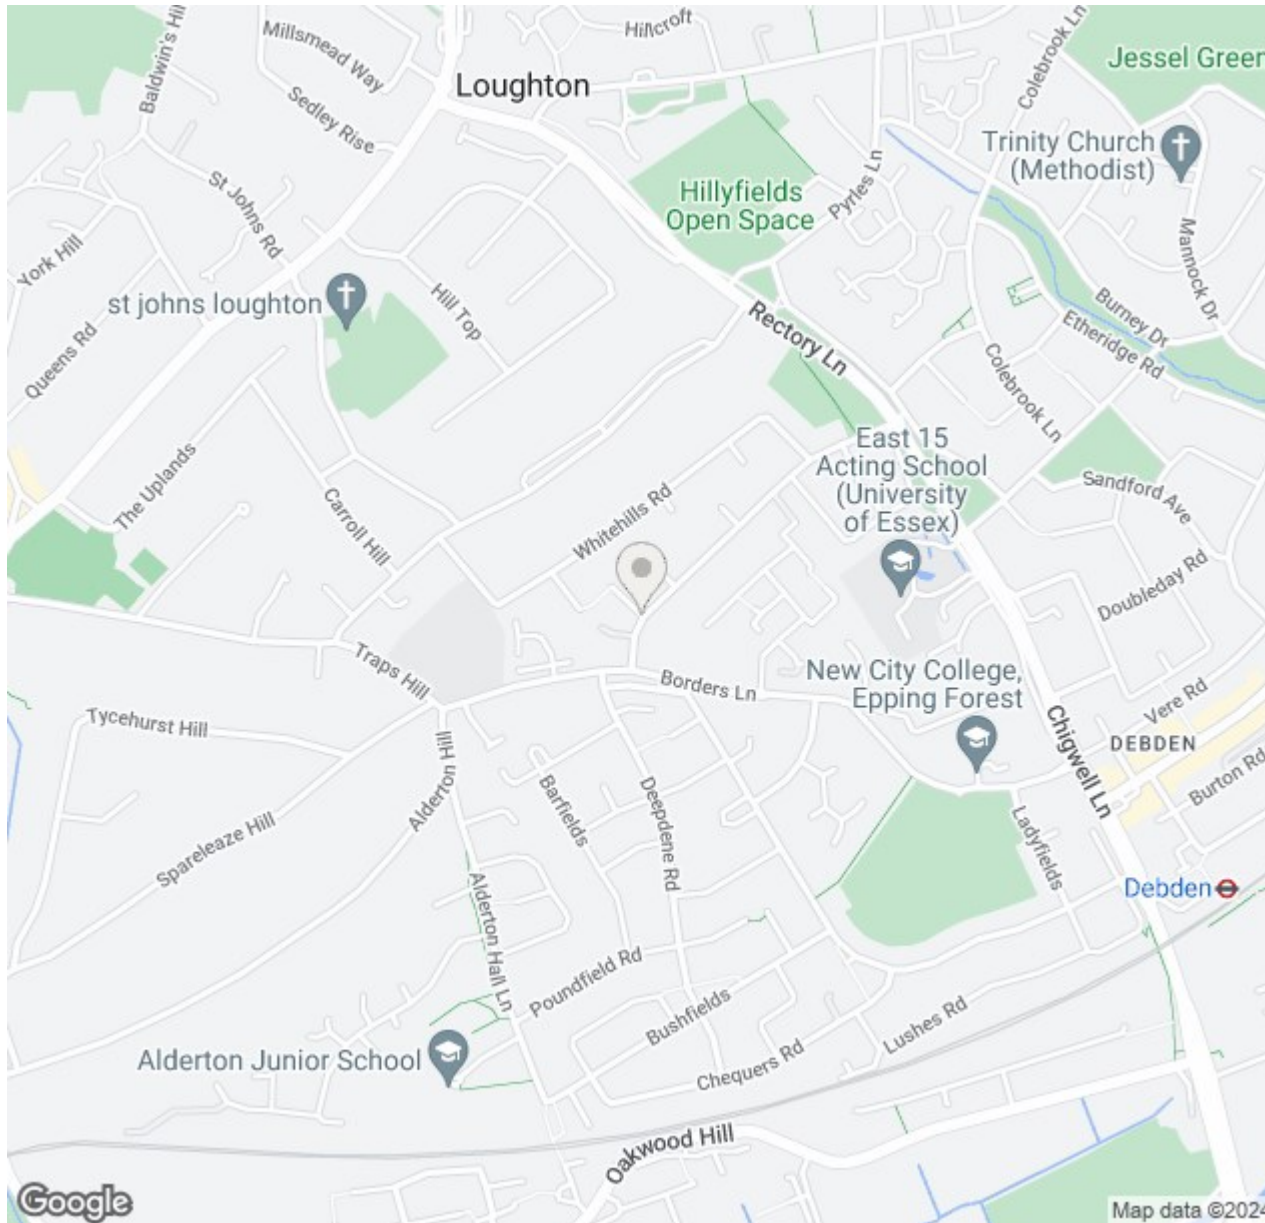 Hillcroft
Colebrook Ln
Millsmead Way
Baldwin's Hill
Jessel Green
Loughton
Sedley Rise
Trinity Church
(Methodist)
Pyrles Ln
St Johns Rd
Hillyfields
Open Space
York Hill
Mannock Dr
st johns loughton
Hill Top
Burney Dr
Rectory Ln
Etheridge Rd
Queens Rd
Colebrook Ln
East 15
Acting School
(University
of Essex)
The Uplands
Carroll Hill
Whitehills Rd
Sandford Ave
Doubleday Rd
Traps Hill
Borders Ln
New City College,
Epping Forest
Vere Rd
Tycehurst Hill
Chigwell Ln
DEBDEN
Alderton Hill
Barfields
Deepdene Rd
Burton Rd
Ladyfields
Spareleaze Hill
Debden
Alderton Hall Ln
Poundfield Rd
Bushfields
Lushes Rd
Alderton Junior School
Chequers Rd
Oakwood Hill
Google
Map data ©2024